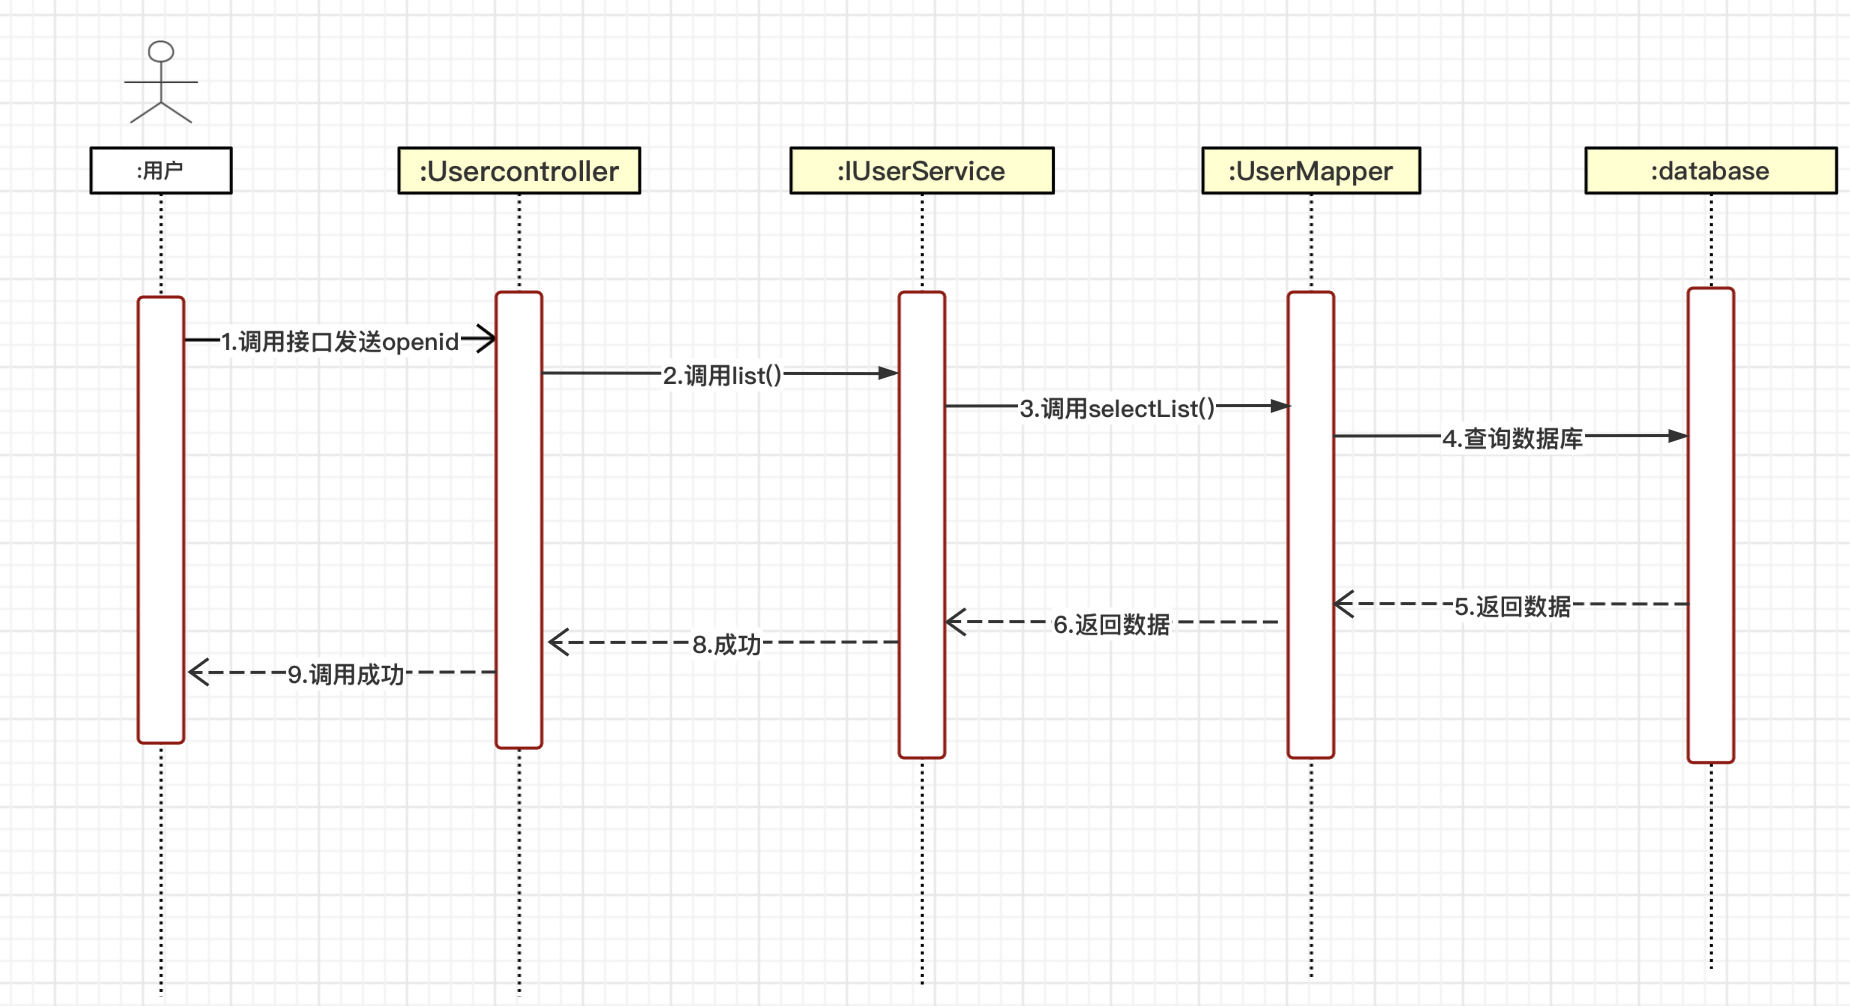 :用户
:Usercontroller
:IUserService
:UserMapper
:database
1.调用接口发送openid
2.调用list()
3.调用selectList()
4.查询数据库
5.返回数据
6.返回数据
8.成功
9.调用成功